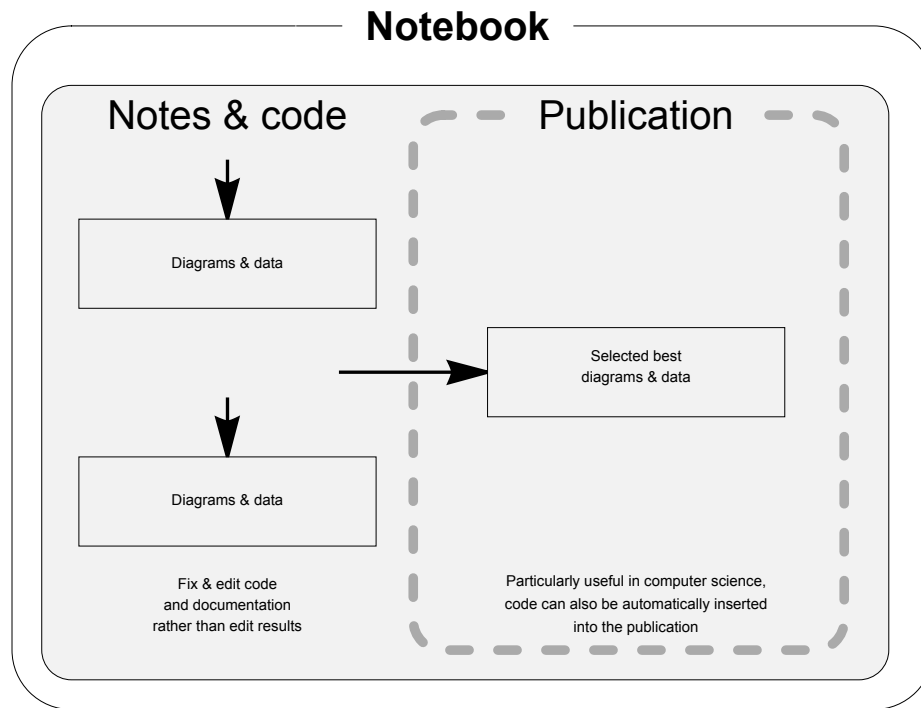 Notebook
Notes & code
Diagrams & data
Diagrams & data
Fix & edit code
and documentation
rather than edit results
Publication
Selected best
diagrams & data
Particularly useful in computer science,
code can also be automatically inserted
into the publication